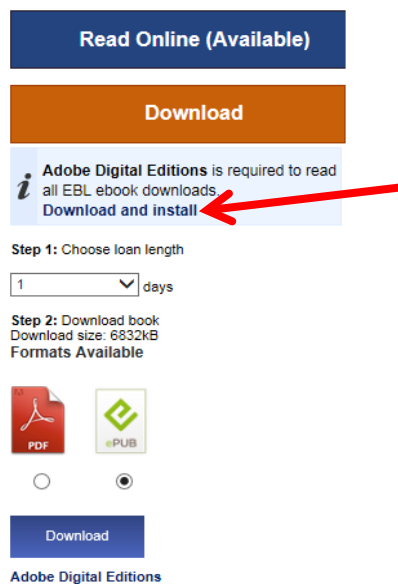 Read Online (Available)
Download
i Adobe Digital Editions is required to read
all EBL ebook downloads.
Download and install
Step 1: Choose loan length
1 days
Step 2: Download book
Download size: 6832kB
Formats Available
PDF ePUB
Download
Adobe Digital Editions